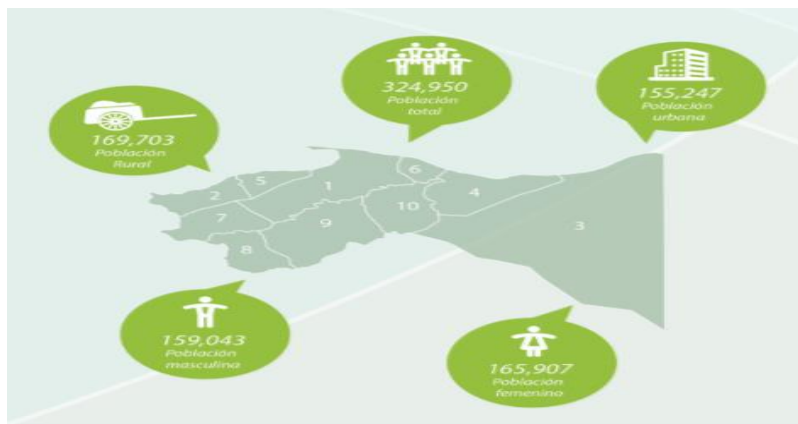 324,950
Población
total
155,247
Población
urbana
169,703
Población
Rural
5
6
2
1
4
7
10
9
3
8
159,043
Población
masculina
165,907
Población
femenino